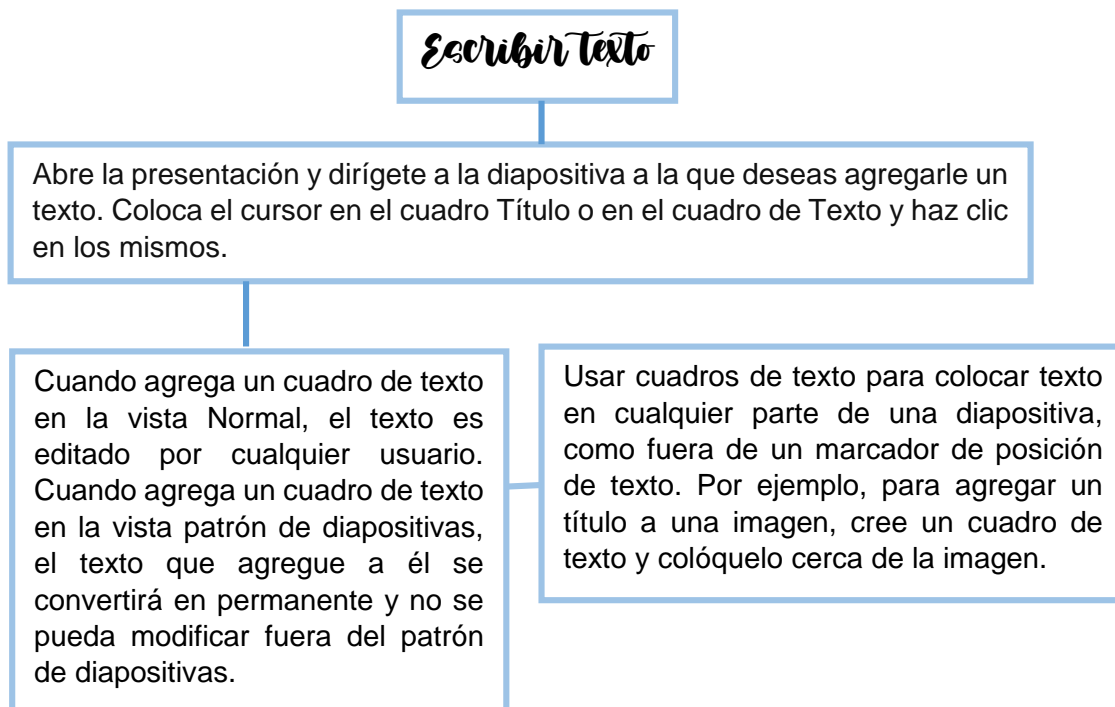 Escribir texto
Abre la presentación y dirígete a la diapositiva a la que deseas agregarle un
texto. Coloca el cursor en el cuadro Título o en el cuadro de Texto y haz clic
en los mismos.
Cuando agrega un cuadro de texto
en la vista Normal, el texto es
editado por cualquier usuario.
Cuando agrega un cuadro de texto
en la vista patrón de diapositivas,
el texto que agregue a él se
convertirá en permanente y no se
pueda modificar fuera del patrón
de diapositivas.
Usar cuadros de texto para colocar texto
en cualquier parte de una diapositiva,
como fuera de un marcador de posición
de texto. Por ejemplo, para agregar un
título a una imagen, cree un cuadro de
texto y colóquelo cerca de la imagen.